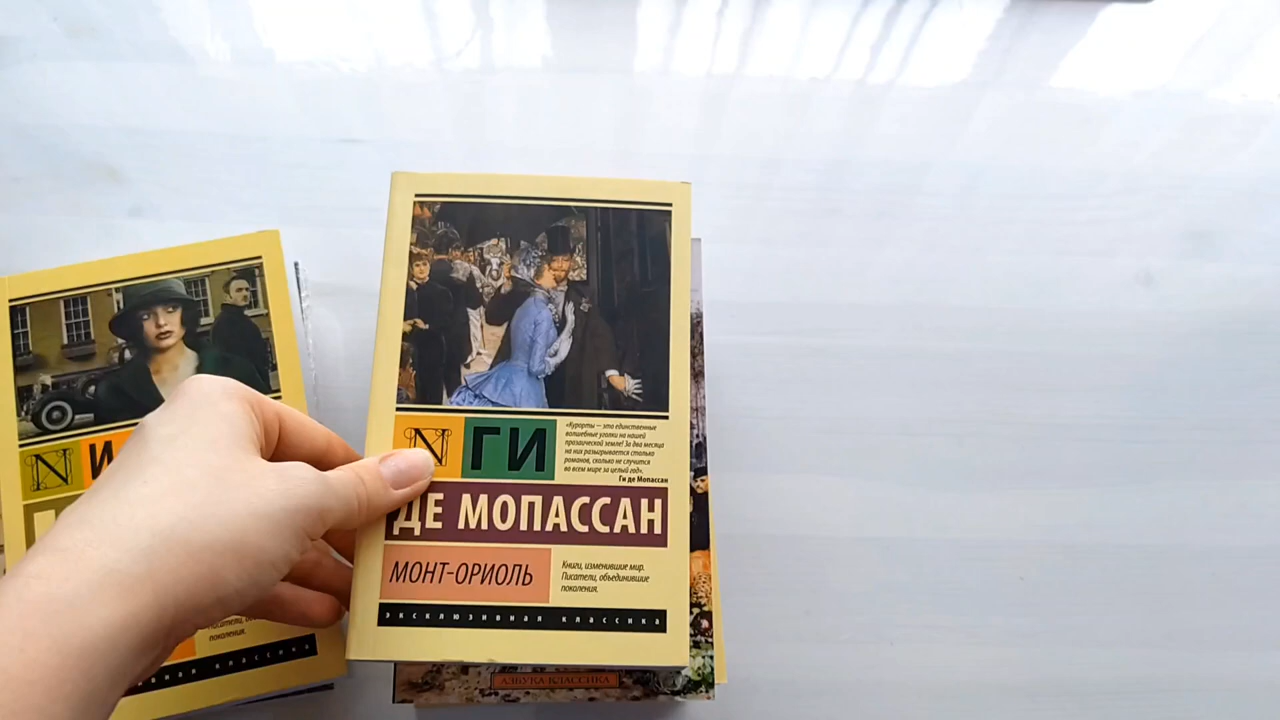 N ГИ
«Курорты — это единственные
волшебные уголки на нашей
прозаической земле! За два месяца
на них разыгрывается столько
романов, сколько не случится
во всем мире за целый год».
Ги де Мопассан
ДЕ МОПАССАН
МОНТ-ОРИОЛЬ
Книги, изменившие мир.
Писатели, объединившие
поколения.
эксклюзивная классика
АЗБУКА-КЛАССИКА
N И
поколения.
классика